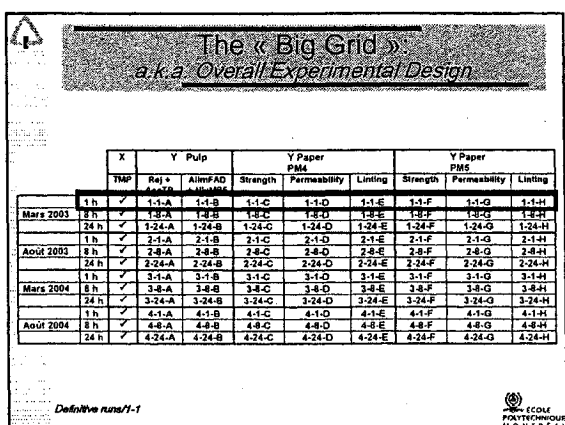 The « Big Grid »:
a.k.a. Overall Experimental Design
X Y Pulp Y Paper PM4 Y Paper PM5
TMP Rej + AlimFAD Strength Permeability Linting Strength Permeability Linting
Mars 2003 1 h ✓ 1-1-A 1-1-B 1-1-C 1-1-D 1-1-E 1-1-F 1-1-G 1-1-H
8 h ✓ 1-8-A 1-8-B 1-8-C 1-8-D 1-8-E 1-8-F 1-8-G 1-8-H
24 h ✓ 1-24-A 1-24-B 1-24-C 1-24-D 1-24-E 1-24-F 1-24-G 1-24-H
Août 2003 1 h ✓ 2-1-A 2-1-B 2-1-C 2-1-D 2-1-E 2-1-F 2-1-G 2-1-H
8 h ✓ 2-8-A 2-8-B 2-8-C 2-8-D 2-8-E 2-8-F 2-8-G 2-8-H
24 h ✓ 2-24-A 2-24-B 2-24-C 2-24-D 2-24-E 2-24-F 2-24-G 2-24-H
Mars 2004 1 h ✓ 3-1-A 3-1-B 3-1-C 3-1-D 3-1-E 3-1-F 3-1-G 3-1-H
8 h ✓ 3-8-A 3-8-B 3-8-C 3-8-D 3-8-E 3-8-F 3-8-G 3-8-H
24 h ✓ 3-24-A 3-24-B 3-24-C 3-24-D 3-24-E 3-24-F 3-24-G 3-24-H
Août 2004 1 h ✓ 4-1-A 4-1-B 4-1-C 4-1-D 4-1-E 4-1-F 4-1-G 4-1-H
8 h ✓ 4-8-A 4-8-B 4-8-C 4-8-D 4-8-E 4-8-F 4-8-G 4-8-H
24 h ✓ 4-24-A 4-24-B 4-24-C 4-24-D 4-24-E 4-24-F 4-24-G 4-24-H
Definitive runs/1-1
ÉCOLE
POLYTECHNIQUE
MONTRÉAL